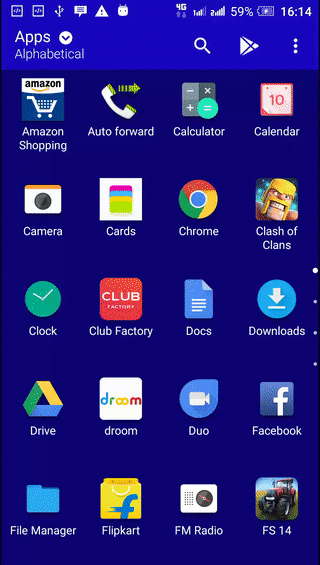 4G 59% 16:14
Apps
Alphabetical
amazon
10
Amazon Shopping
Auto forward
Calculator
Calendar
Camera
Cards
Chrome
Clash of Clans
CLUB
FACTORY
Clock
Club Factory
Docs
Downloads
droom
Drive
droom
Duo
Facebook
File Manager
Flipkart
FM Radio
FS 14